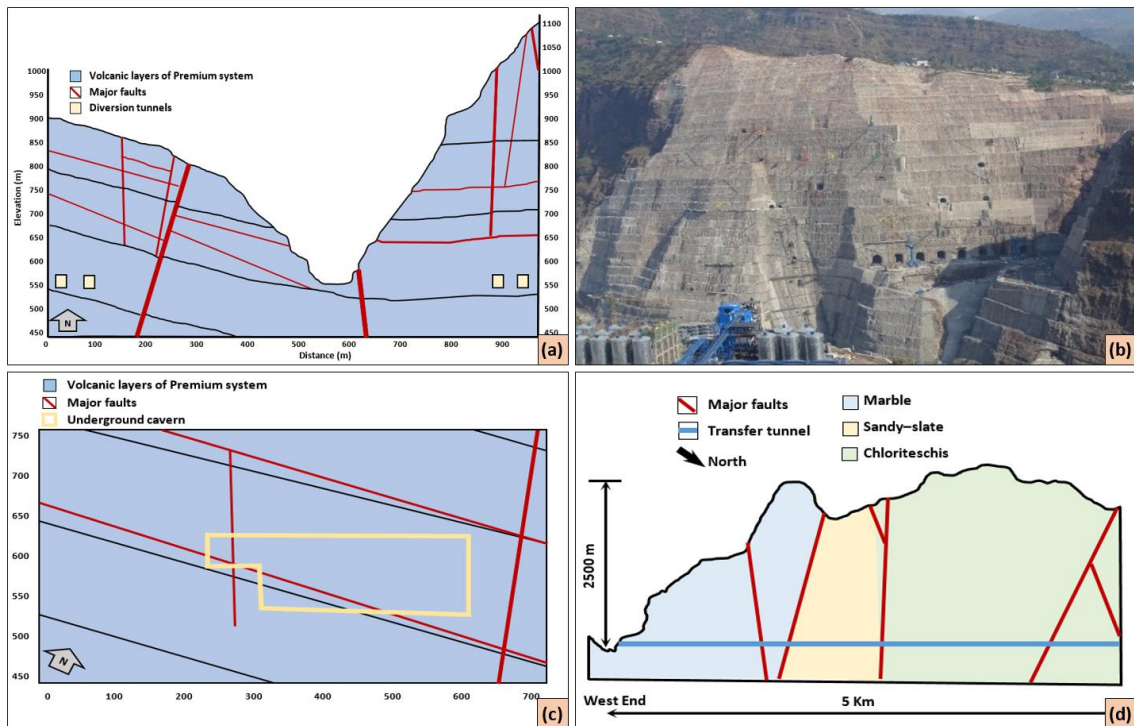 Volcanic layers of Premium system
Major faults
Diversion tunnels
Elevation (m)
1000
950
900
850
800
750
700
650
600
550
500
450
1100
1050
1000
950
900
850
800
750
700
650
600
550
500
450
N
0 100 200 300 400 500 600 700 800 900
Distance (m)
(a)
(b)
Volcanic layers of Premium system
Major faults
Underground cavern
750
700
650
600
550
500
450
N
0 100 200 300 400 500 600 700
(c)
Major faults
Transfer tunnel
North
Marble
Sandy–slate
Chloriteschis
2500 m
West End
5 Km
(d)